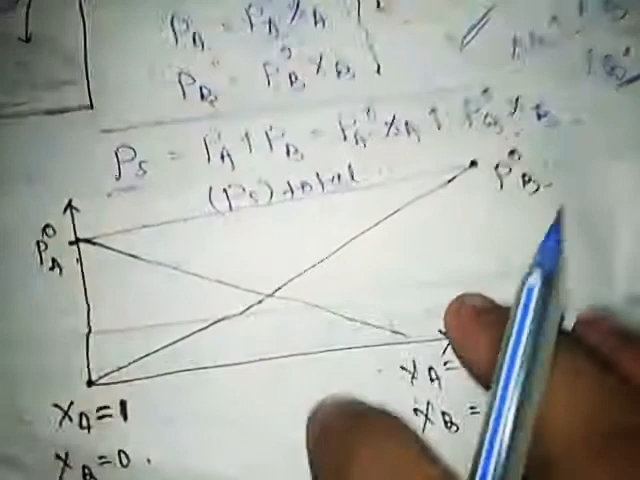 P_A = P°_A X_A
P_B = P°_B X_B
P_S = P_A + P_B = P°_A X_A + P°_B X_B
(P_S) total
P°_B
P°_A
X_A =
X_A = 1
X_B =
X_B = 0.